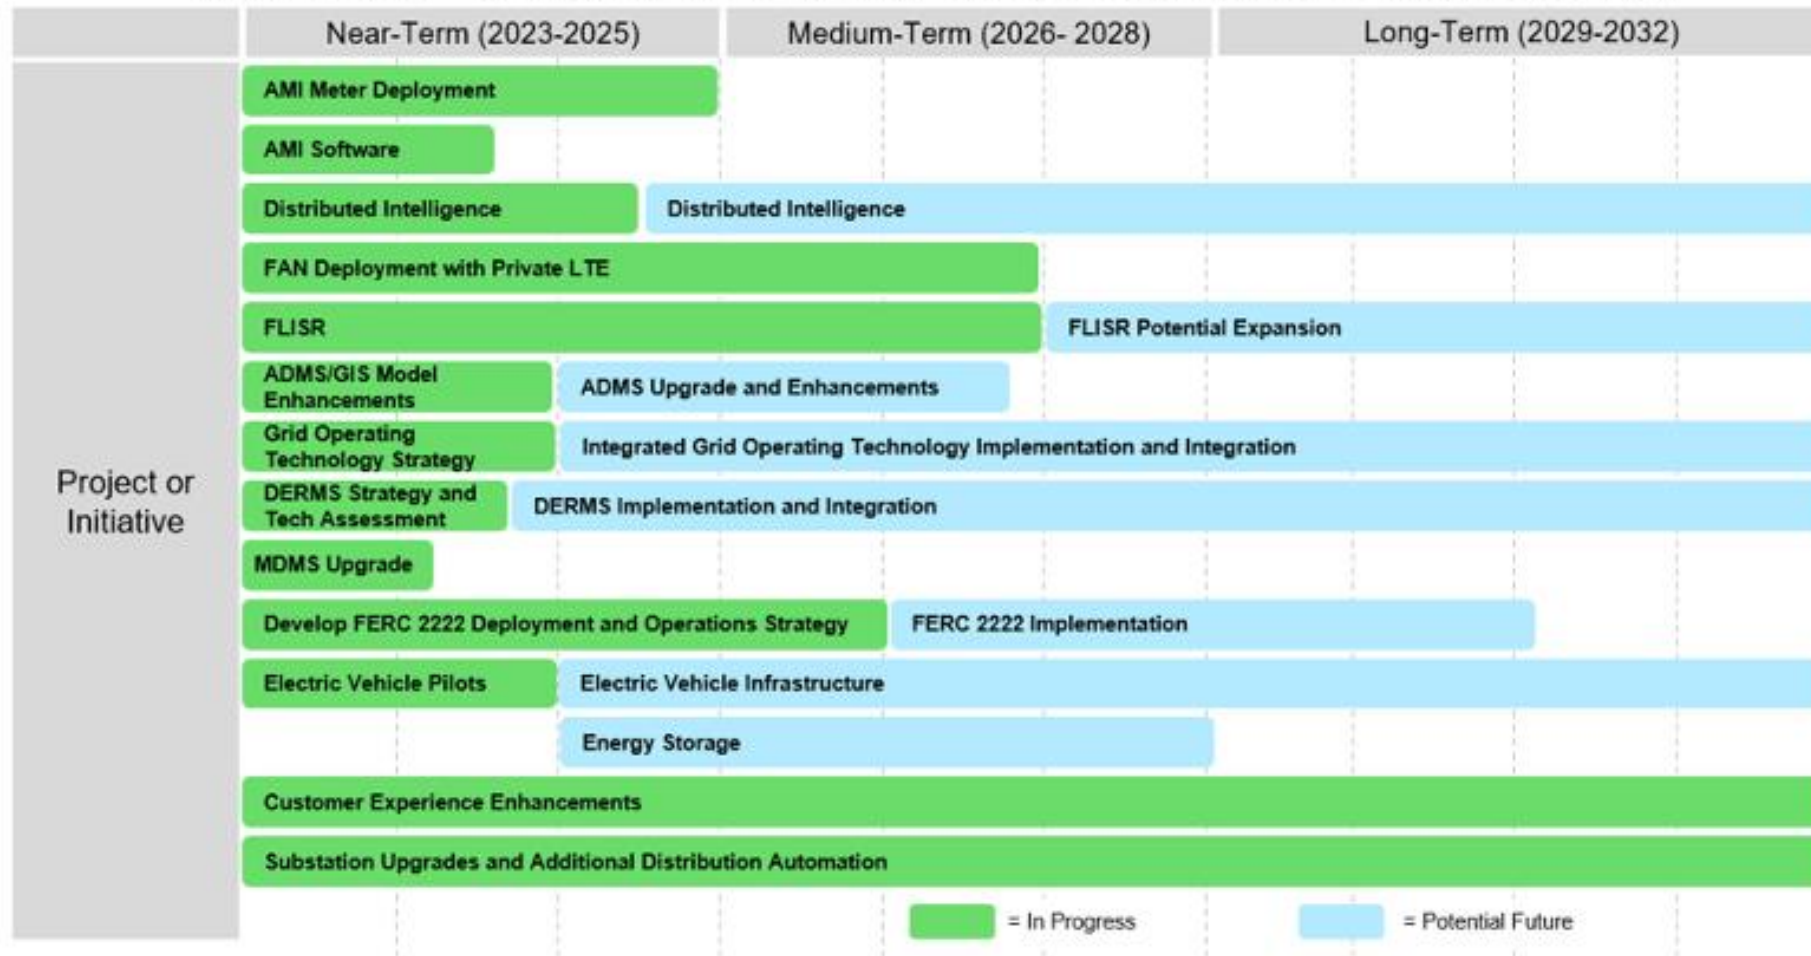 Near-Term (2023-2025)
Medium-Term (2026- 2028)
Long-Term (2029-2032)
Project or
Initiative
AMI Meter Deployment
AMI Software
Distributed Intelligence
Distributed Intelligence
FAN Deployment with Private LTE
FLISR
FLISR Potential Expansion
ADMS/GIS Model
Enhancements
ADMS Upgrade and Enhancements
Grid Operating
Technology Strategy
Integrated Grid Operating Technology Implementation and Integration
DERMS Strategy and
Tech Assessment
DERMS Implementation and Integration
MDMS Upgrade
Develop FERC 2222 Deployment and Operations Strategy
FERC 2222 Implementation
Electric Vehicle Pilots
Electric Vehicle Infrastructure
Energy Storage
Customer Experience Enhancements
Substation Upgrades and Additional Distribution Automation
= In Progress
= Potential Future